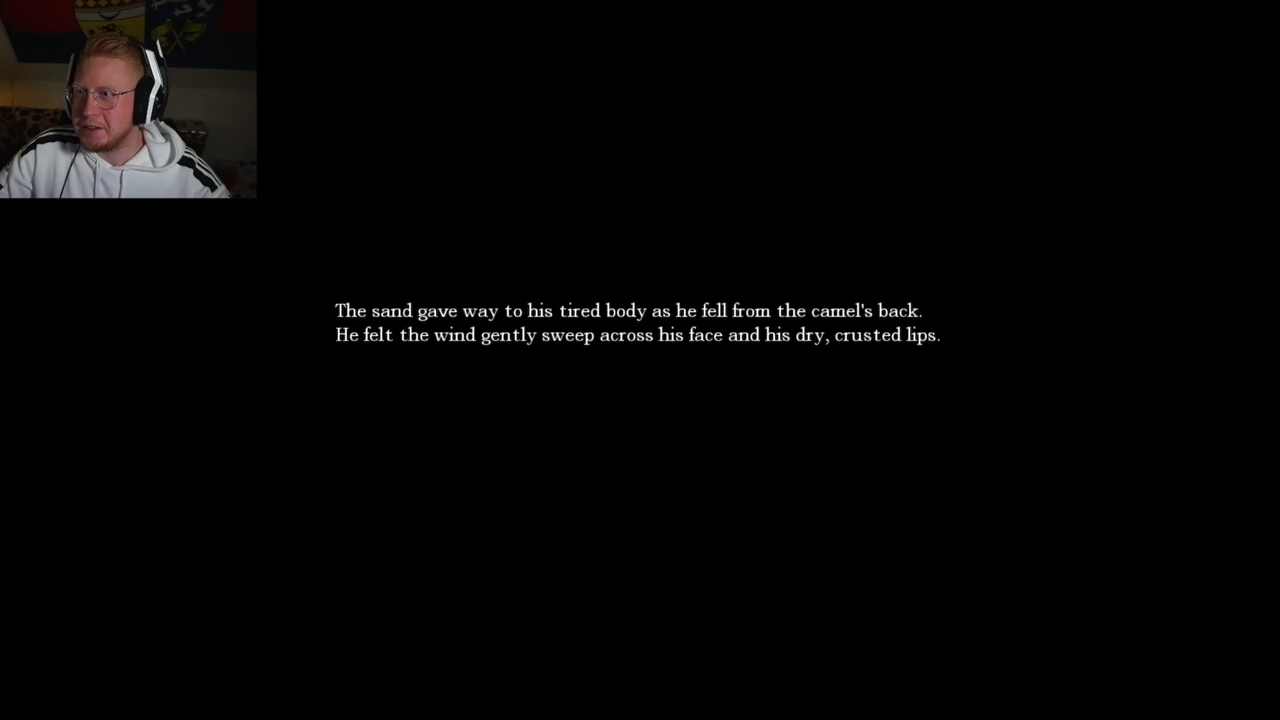 The sand gave way to his tired body as he fell from the camel's back.
He felt the wind gently sweep across his face and his dry, crusted lips.